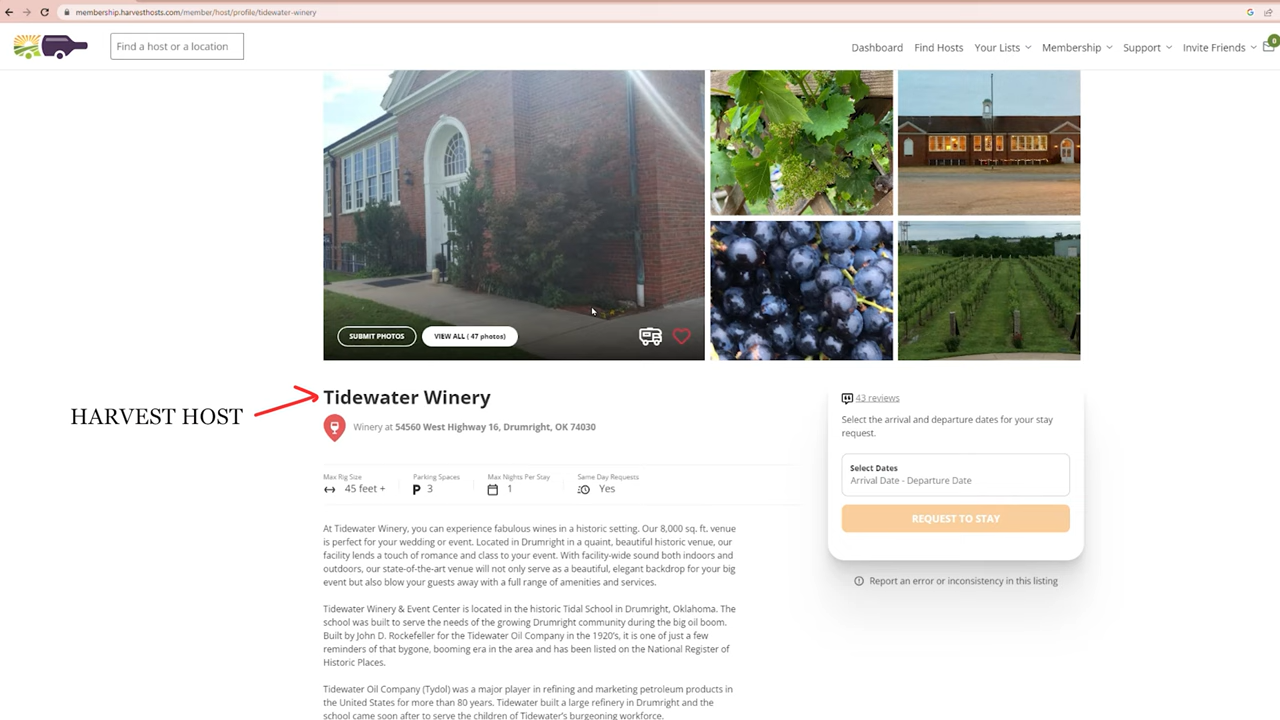 membership.harvesthosts.com/member/host/profile/tidewater-winery
Find a host or a location
Dashboard Find Hosts Your Lists Membership Support Invite Friends 0
SUBMIT PHOTOS VIEW ALL ( 47 photos)
HARVEST HOST
Tidewater Winery
Winery at 54560 West Highway 16, Drumright, OK 74030
Max Rig Size Parking Spaces Max Nights Per Stay Same Day Requests
45 feet + P 3 1 Yes
At Tidewater Winery, you can experience fabulous wines in a historic setting. Our 8,000 sq. ft. venue
is perfect for your wedding or event. Located in Drumright in a quaint, beautiful historic venue, our
facility lends a touch of romance and class to your event. With facility-wide sound both indoors and
outdoors, our state-of-the-art venue will not only serve as a beautiful, elegant backdrop for your big
event but also blow your guests away with a full range of amenities and services.
Tidewater Winery & Event Center is located in the historic Tidal School in Drumright, Oklahoma. The
school was built to serve the needs of the growing Drumright community during the big oil boom.
Built by John D. Rockefeller for the Tidewater Oil Company in the 1920's, it is one of just a few
reminders of that bygone, booming era in the area and has been listed on the National Register of
Historic Places.
Tidewater Oil Company (Tydol) was a major player in refining and marketing petroleum products in
the United States for more than 80 years. Tidewater built a large refinery in Drumright and the
school came soon after to serve the children of Tidewater's burgeoning workforce.
43 reviews
Select the arrival and departure dates for your stay
request.
Select Dates
Arrival Date - Departure Date
REQUEST TO STAY
Report an error or inconsistency in this listing